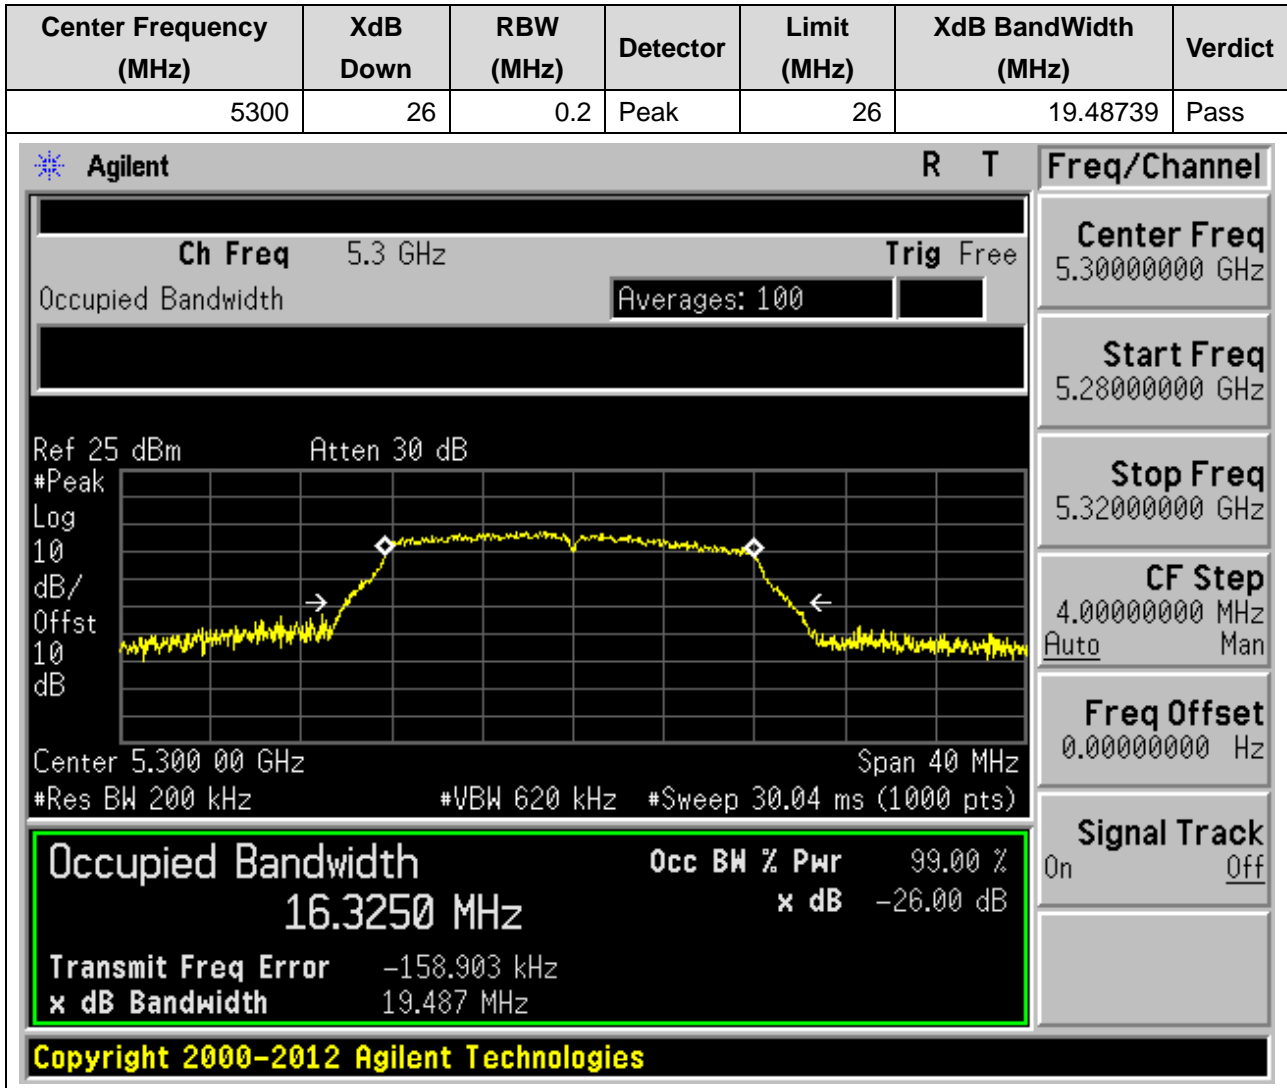 Center Frequency (MHz) XdB Down RBW (MHz) Detector Limit (MHz) XdB BandWidth (MHz) Verdict
5300 26 0.2 Peak 26 19.48739 Pass
Agilent R T
Ch Freq 5.3 GHz Trig Free
Occupied Bandwidth Averages: 100
Ref 25 dBm Atten 30 dB
#Peak
Log
10
dB/
Offst
10
dB
Center 5.300 00 GHz Span 40 MHz
#Res BW 200 kHz #VBW 620 kHz #Sweep 30.04 ms (1000 pts)
Occupied Bandwidth Occ BW % Pwr 99.00 %
16.3250 MHz x dB -26.00 dB
Transmit Freq Error -158.903 kHz
x dB Bandwidth 19.487 MHz
Copyright 2000-2012 Agilent Technologies
Freq/Channel
Center Freq
5.30000000 GHz
Start Freq
5.28000000 GHz
Stop Freq
5.32000000 GHz
CF Step
4.00000000 MHz
Auto Man
Freq Offset
0.00000000 Hz
Signal Track
On Off